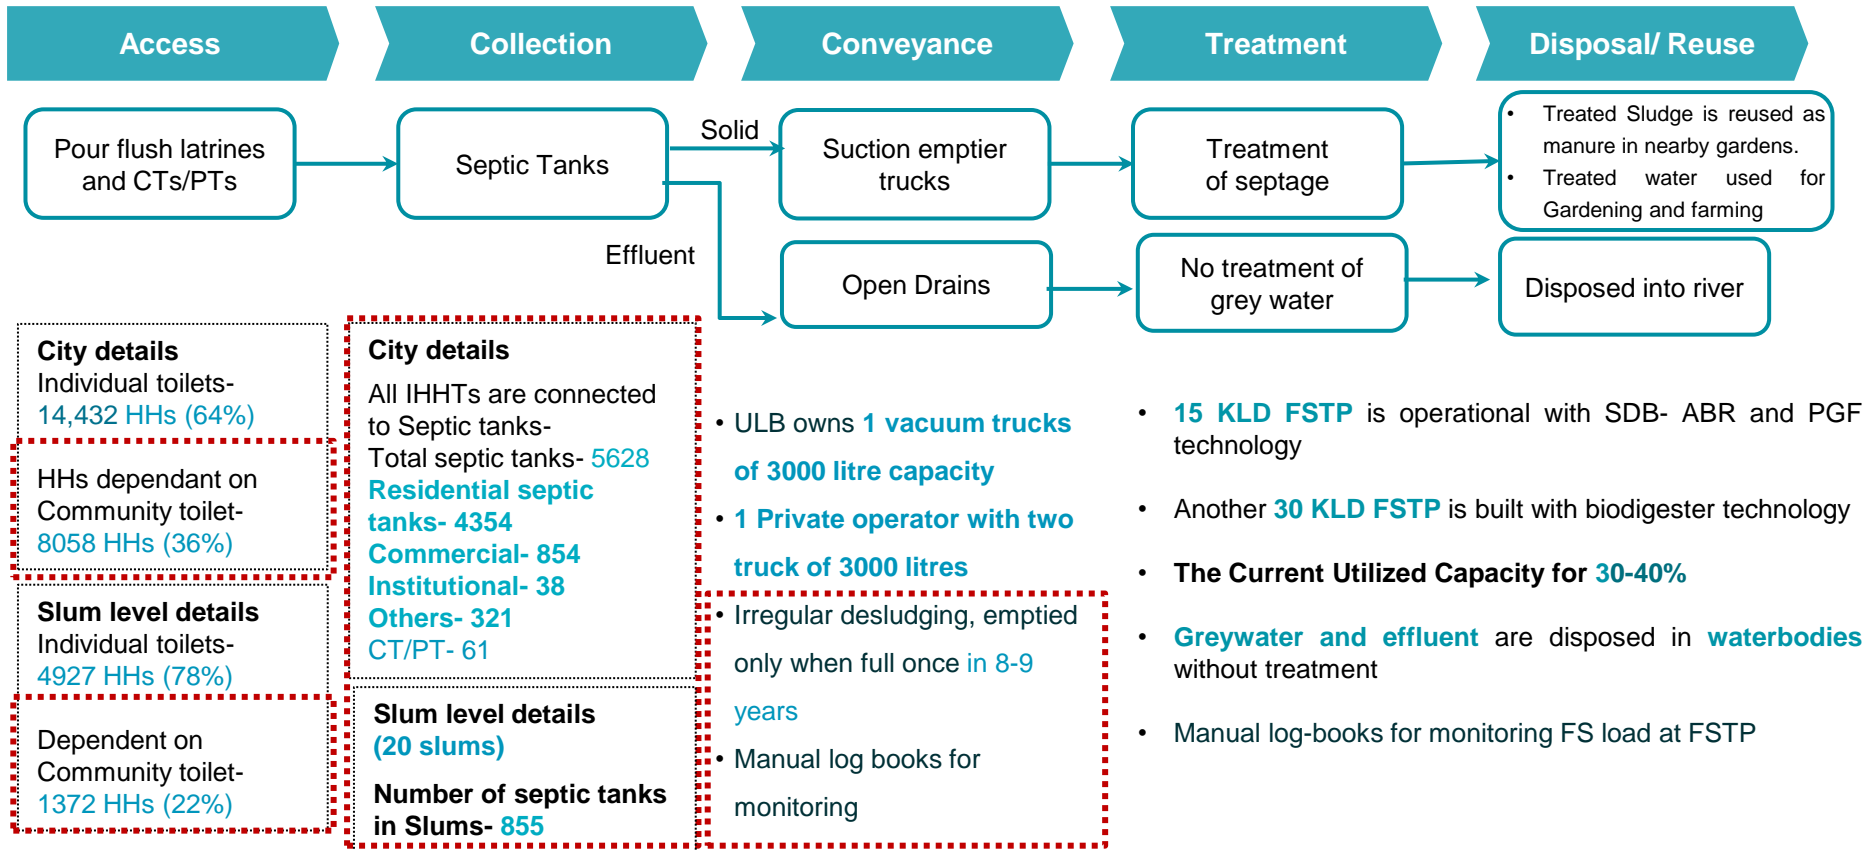 Access
Collection
Conveyance
Treatment
Disposal/ Reuse
Pour flush latrines
and CTs/PTs
Septic Tanks
Solid
Effluent
Suction emptier
trucks
Open Drains
Treatment
of septage
No treatment of
grey water
• Treated Sludge is reused as
manure in nearby gardens.
• Treated water used for
Gardening and farming
Disposed into river
City details
Individual toilets-
14,432 HHs (64%)
HHs dependant on
Community toilet-
8058 HHs (36%)
Slum level details
Individual toilets-
4927 HHs (78%)
Dependent on
Community toilet-
1372 HHs (22%)
City details
All IHHTs are connected
to Septic tanks-
Total septic tanks- 5628
Residential septic
tanks- 4354
Commercial- 854
Institutional- 38
Others- 321
CT/PT- 61
Slum level details
(20 slums)
Number of septic tanks
in Slums- 855
• ULB owns 1 vacuum trucks
of 3000 litre capacity
• 1 Private operator with two
truck of 3000 litres
• Irregular desludging, emptied
only when full once in 8-9
years
• Manual log books for
monitoring
• 15 KLD FSTP is operational with SDB- ABR and PGF
technology
• Another 30 KLD FSTP is built with biodigester technology
• The Current Utilized Capacity for 30-40%
• Greywater and effluent are disposed in waterbodies
without treatment
• Manual log-books for monitoring FS load at FSTP